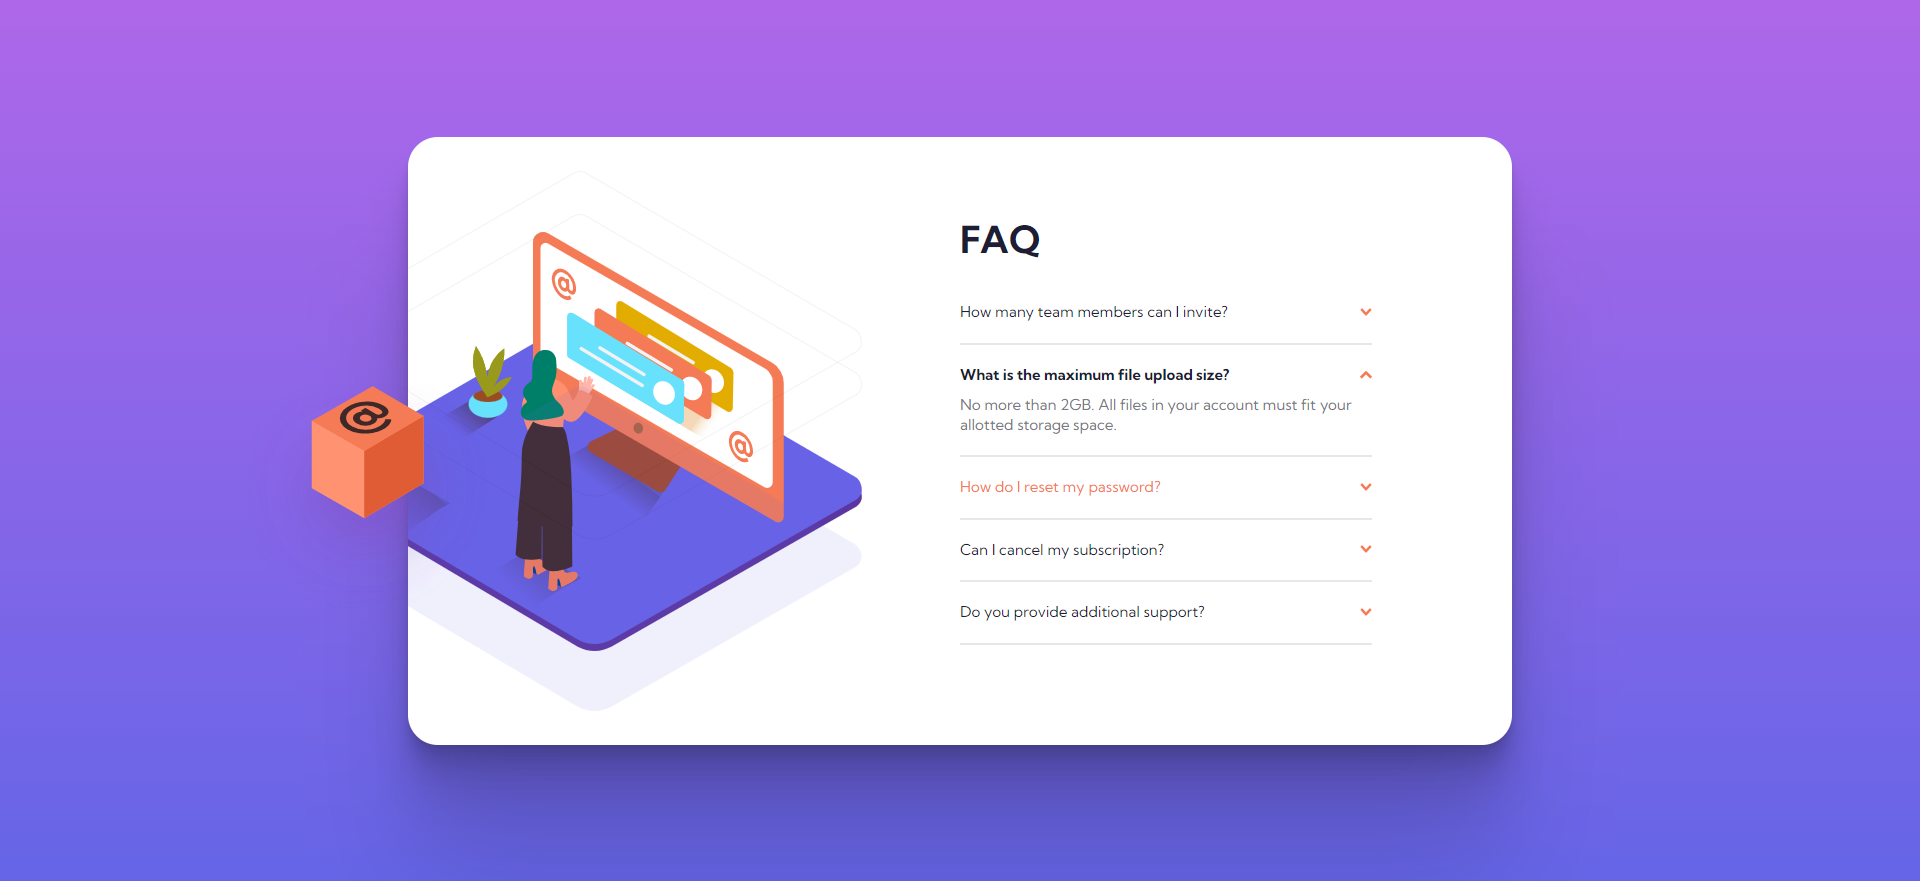 FAQ
How many team members can I invite?
What is the maximum file upload size?
No more than 2GB. All files in your account must fit your
allotted storage space.
How do I reset my password?
Can I cancel my subscription?
Do you provide additional support?
@
@
@